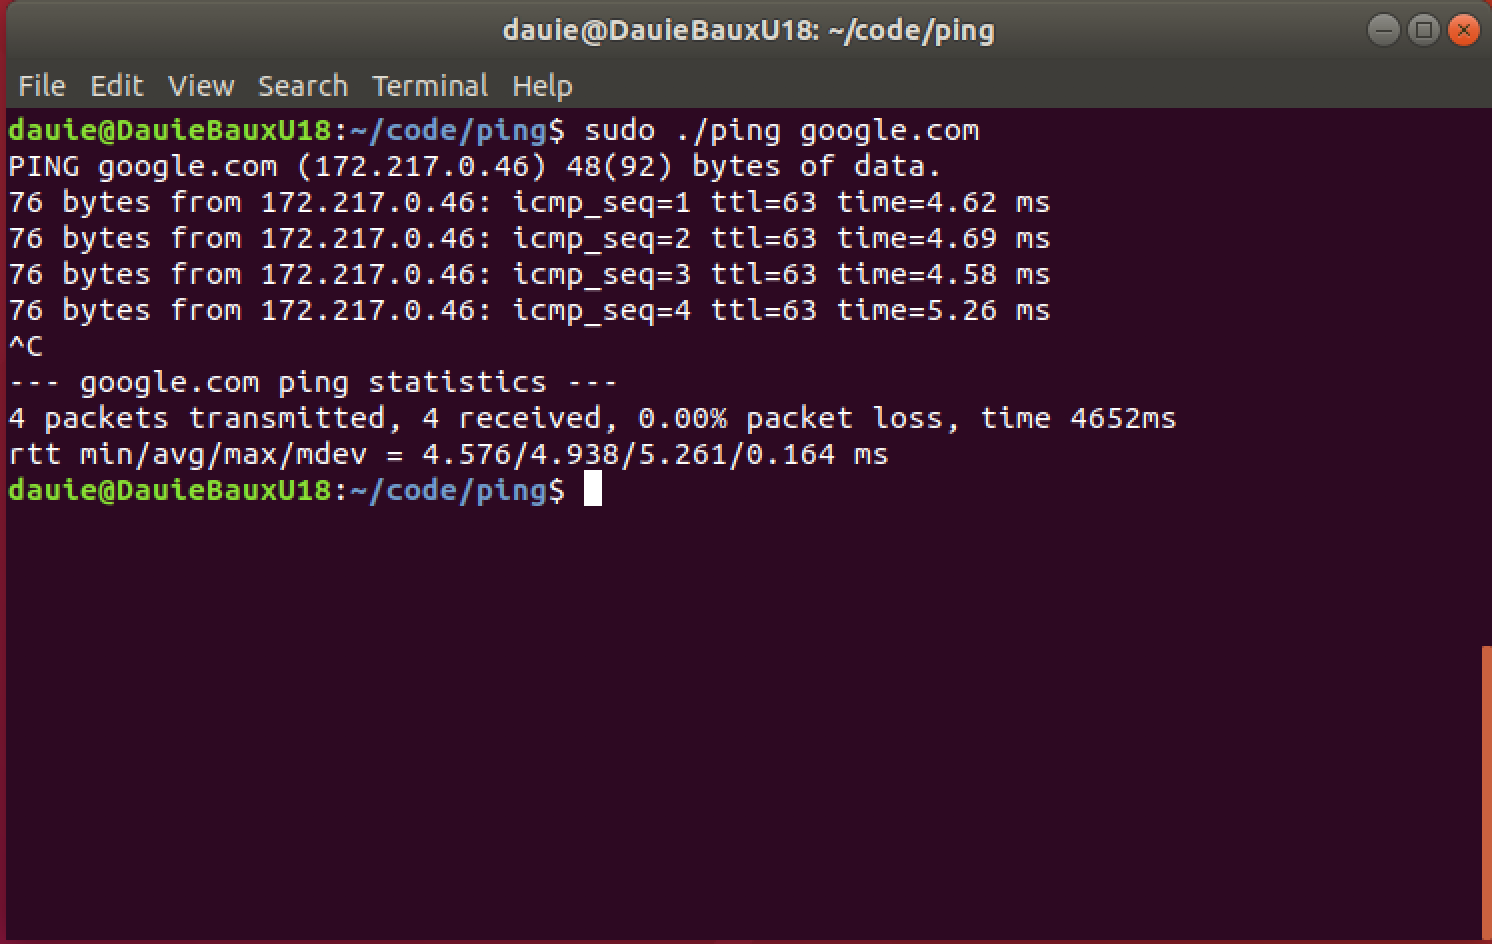 dauie@DauieBauxU18: ~/code/ping
File Edit View Search Terminal Help
dauie@DauieBauxU18:~/code/ping$ sudo ./ping google.com
PING google.com (172.217.0.46) 48(92) bytes of data.
76 bytes from 172.217.0.46: icmp_seq=1 ttl=63 time=4.62 ms
76 bytes from 172.217.0.46: icmp_seq=2 ttl=63 time=4.69 ms
76 bytes from 172.217.0.46: icmp_seq=3 ttl=63 time=4.58 ms
76 bytes from 172.217.0.46: icmp_seq=4 ttl=63 time=5.26 ms
^C
--- google.com ping statistics ---
4 packets transmitted, 4 received, 0.00% packet loss, time 4652ms
rtt min/avg/max/mdev = 4.576/4.938/5.261/0.164 ms
dauie@DauieBauxU18:~/code/ping$